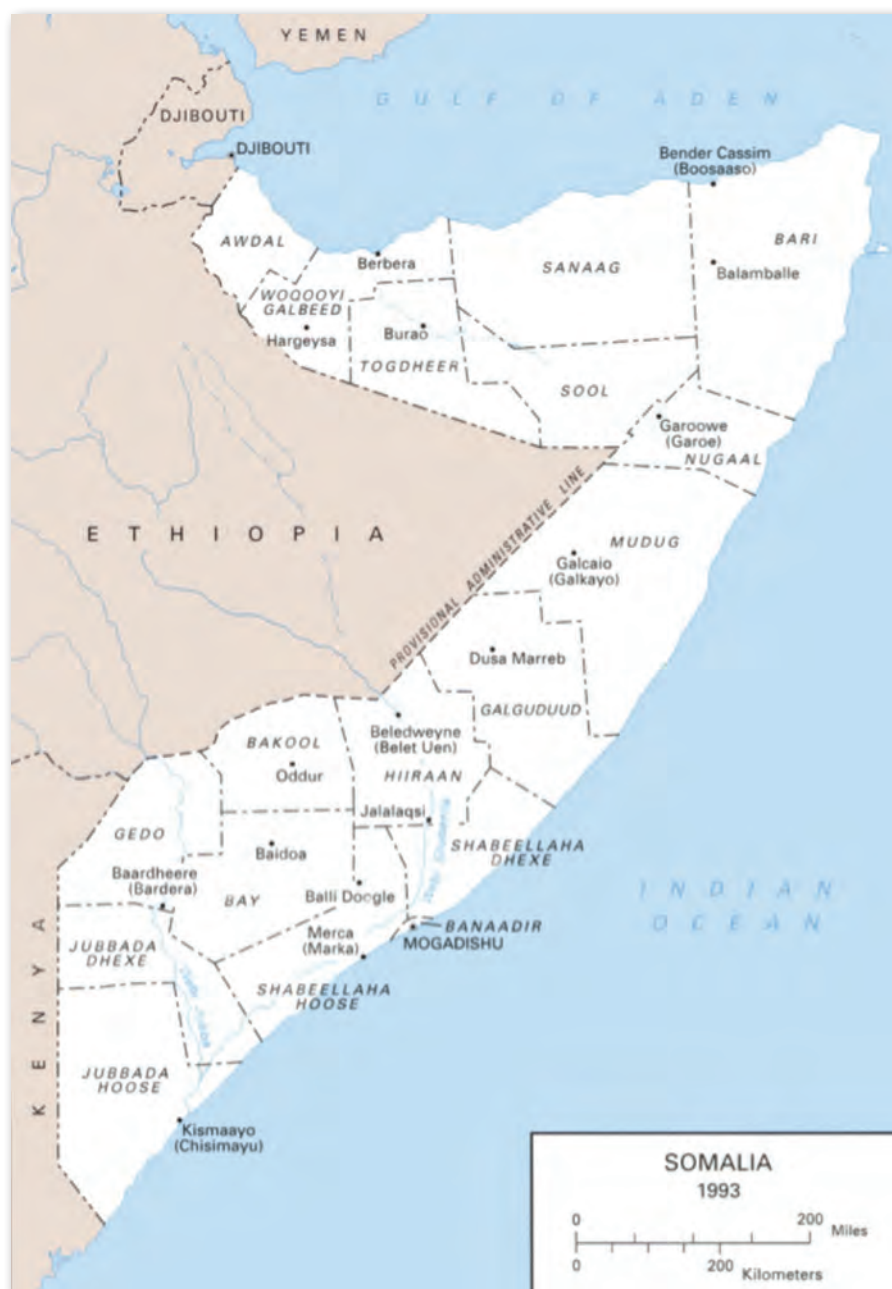 YEMEN
GULF OF ADEN
DJIBOUTI
DJIBOUTI
Bender Cassim
(Boosaaso)
AWDAL
BARI
Berbera
SANAAG
Balamballe
WOQOOYI
GALBEED
Hargeysa
Burao
TOGDHEER
SOOL
Garoowe
(Garoe)
NUGAAL
ETHIOPIA
PROVISIONAL ADMINISTRATIVE LINE
MUDUG
Galcaio
(Galkayo)
Dusa Marreb
GALGUDUUD
Beledweyne
(Belet Uen)
BAKOOL
Oddur
HIIRAAN
Jalalaqsi
SHABEELLAHA
DHEXE
GEDO
Baidoa
Baardheere
(Bardera)
BAY
Balli Docgle
INDIAN
OCEAN
BANAADIR
MOGADISHU
Merca
(Marka)
JUBBADA
DHEXE
SHABEELLAHA
HOOSE
KENYA
JUBBADA
HOOSE
Kismaayo
(Chisimayu)
SOMALIA
1993
0 200 Miles
0 200 Kilometers